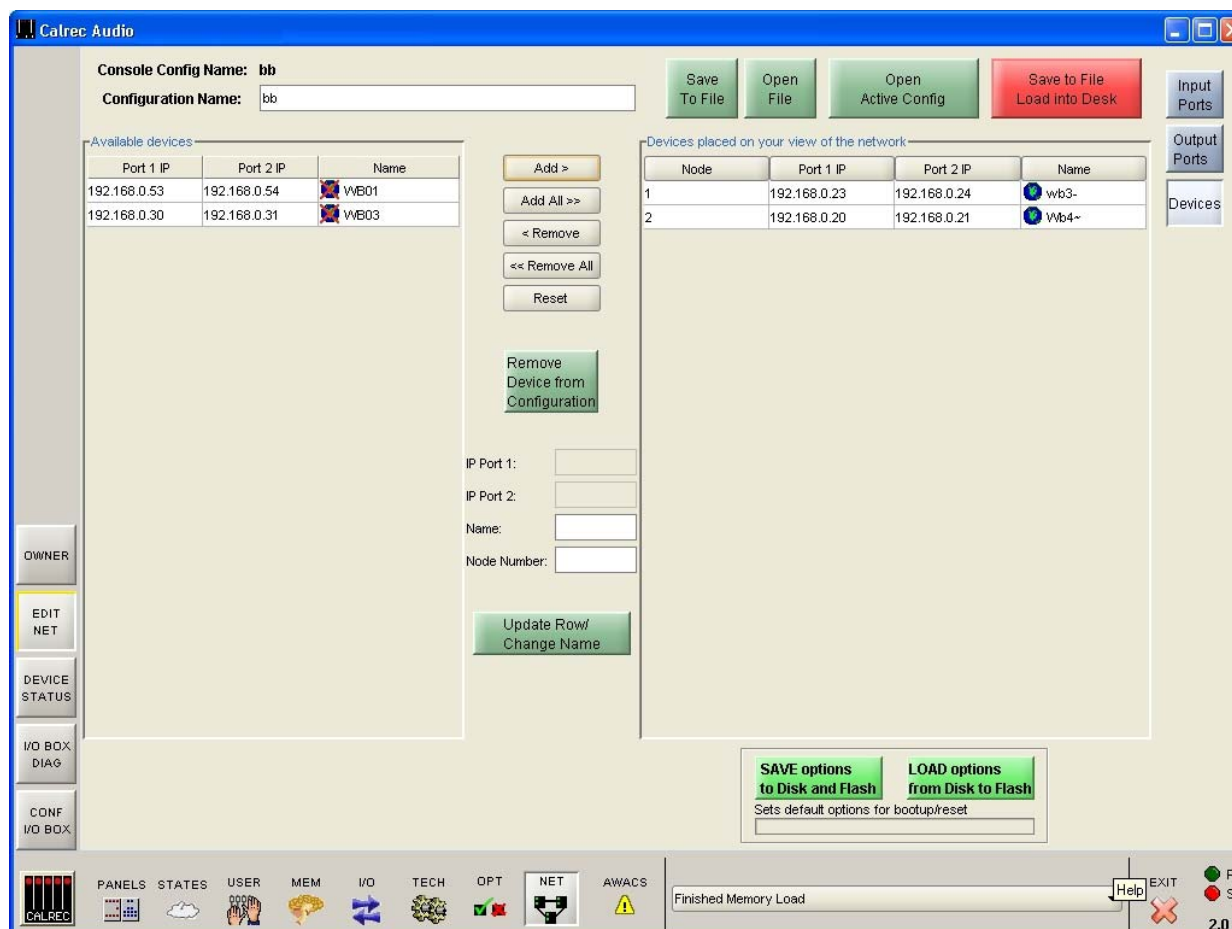 Calrec Audio
Console Config Name: bb
Configuration Name: bb
Save
To File
Open
File
Open
Active Config
Save to File
Load into Desk
Input
Ports
Output
Ports
Devices
Available devices
Port 1 IP Port 2 IP Name
192.168.0.53 192.168.0.54 WB01
192.168.0.30 192.168.0.31 WB03
Add >
Add All >>
< Remove
<< Remove All
Reset
Remove
Device from
Configuration
IP Port 1:
IP Port 2:
Name:
Node Number:
Update Row/
Change Name
Devices placed on your view of the network
Node Port 1 IP Port 2 IP Name
1 192.168.0.23 192.168.0.24 wb3-
2 192.168.0.20 192.168.0.21 Wb4~
OWNER
EDIT
NET
DEVICE
STATUS
I/O BOX
DIAG
CONF
I/O BOX
SAVE options
to Disk and Flash
LOAD options
from Disk to Flash
Sets default options for bootup/reset
CALREC
PANELS STATES USER MEM I/O TECH OPT NET AWACS
Finished Memory Load
Help
EXIT
P
S
2.0